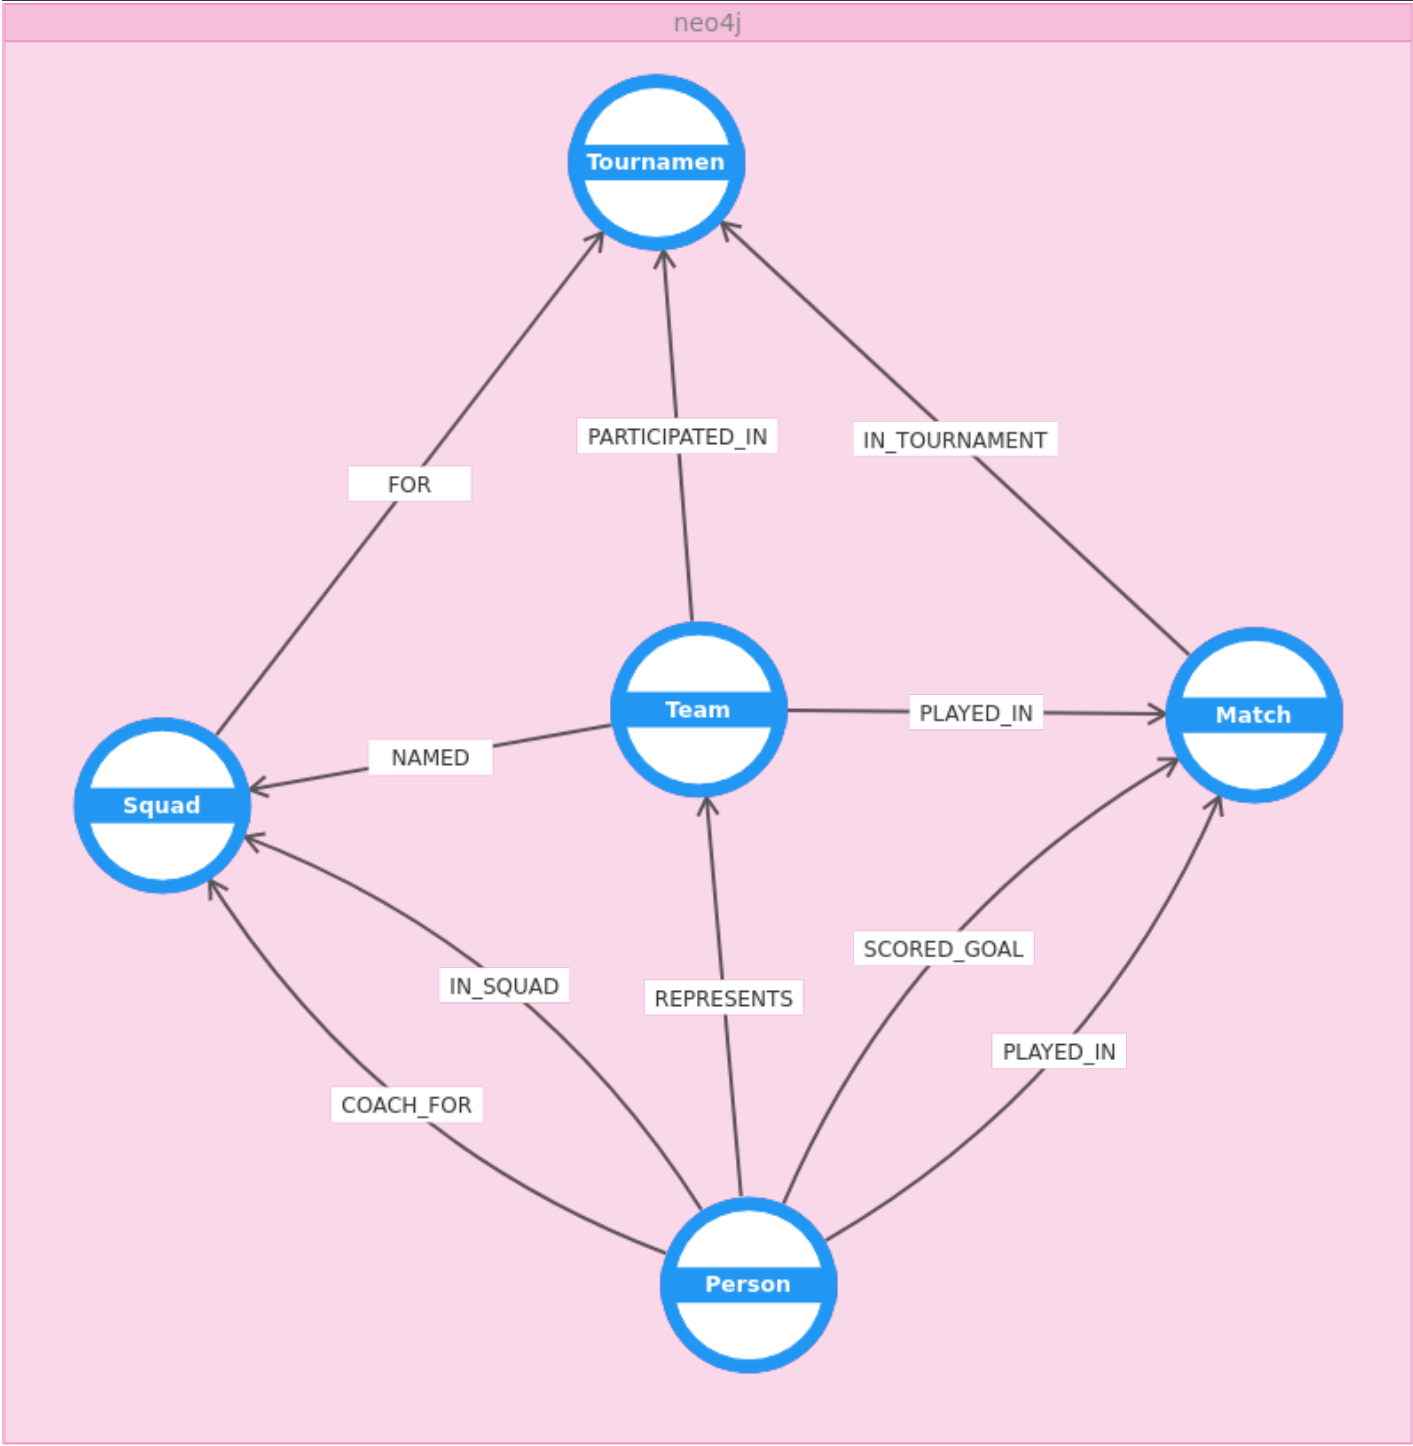 neo4j
Tournamen
PARTICIPATED_IN
IN_TOURNAMENT
FOR
Team
PLAYED_IN
Match
NAMED
Squad
SCORED_GOAL
IN_SQUAD
REPRESENTS
PLAYED_IN
COACH_FOR
Person